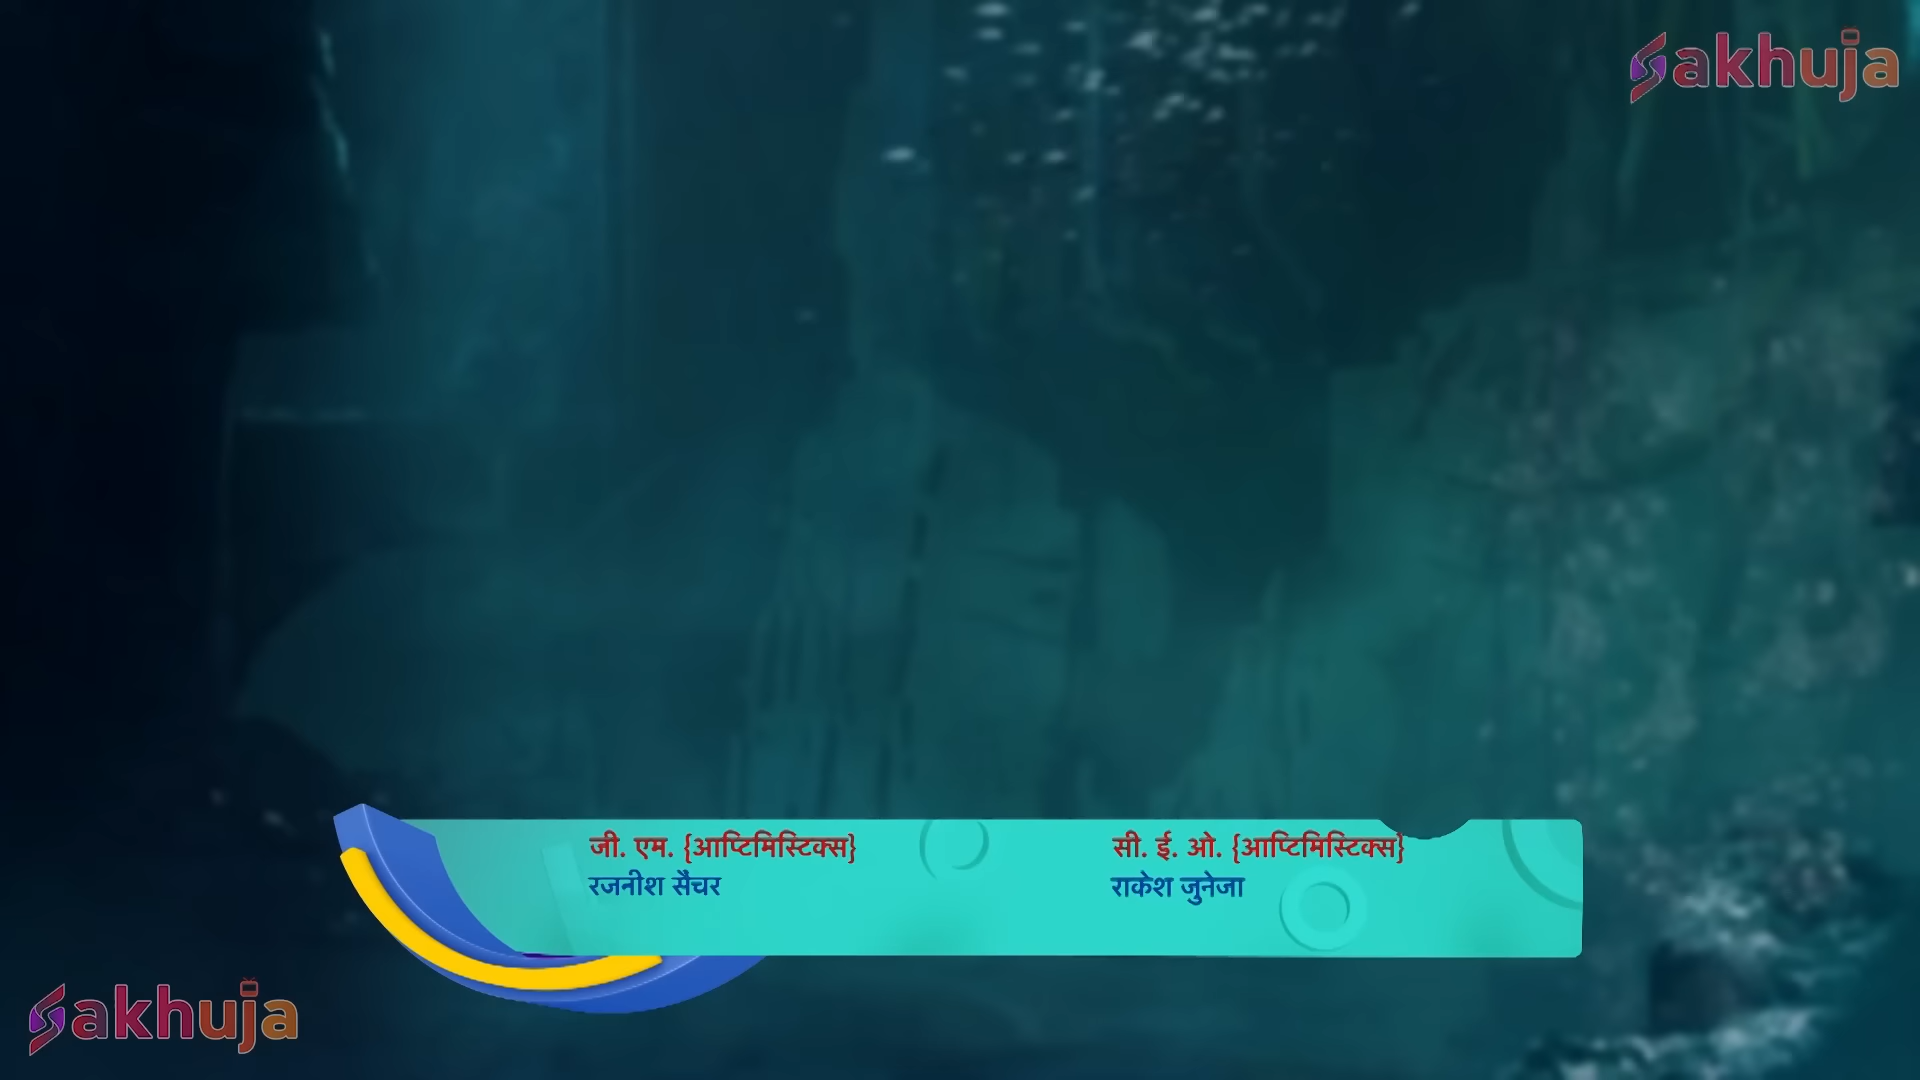 Sakhuja
जी. एम. {आप्टिमिस्टिक्स}
रजनीश सैंचर
सी. ई. ओ. {आप्टिमिस्टिक्स}
राकेश जुनेजा
Sakhuja